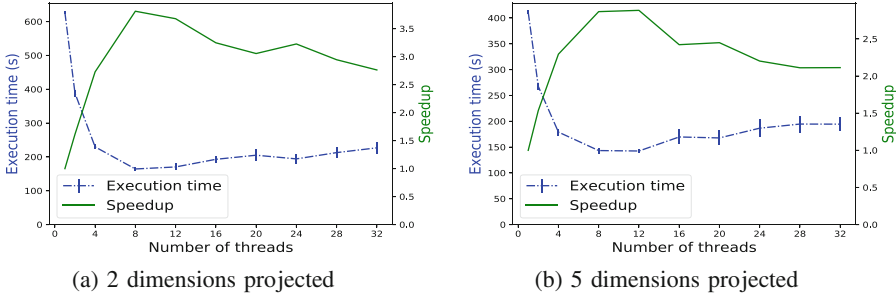 600
500
400
300
200
100
0
Execution time (s)
3.5
3.0
2.5
2.0
1.5
1.0
0.5
0.0
Speedup
Execution time
Speedup
0 4 8 12 16 20 24 28 32
Number of threads
(a) 2 dimensions projected
400
350
300
250
200
150
100
50
0
Execution time (s)
2.5
2.0
1.5
1.0
0.5
0.0
Speedup
Execution time
Speedup
0 4 8 12 16 20 24 28 32
Number of threads
(b) 5 dimensions projected